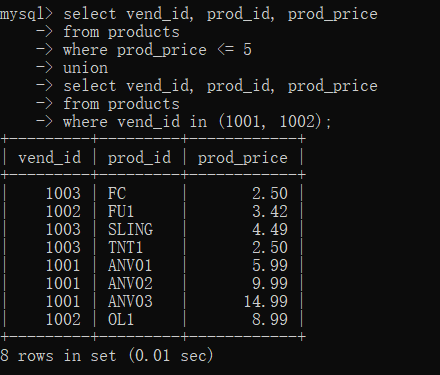 mysql> select vend_id, prod_id, prod_price
    -> from products
    -> where prod_price <= 5
    -> union
    -> select vend_id, prod_id, prod_price
    -> from products
    -> where vend_id in (1001, 1002);
+---------+---------+------------+
| vend_id | prod_id | prod_price |
+---------+---------+------------+
|    1003 | FC      |       2.50 |
|    1002 | FU1     |       3.42 |
|    1003 | SLING   |       4.49 |
|    1003 | TNT1    |       2.50 |
|    1001 | ANV01   |       5.99 |
|    1001 | ANV02   |       9.99 |
|    1001 | ANV03   |      14.99 |
|    1002 | OL1     |       8.99 |
+---------+---------+------------+
8 rows in set (0.01 sec)